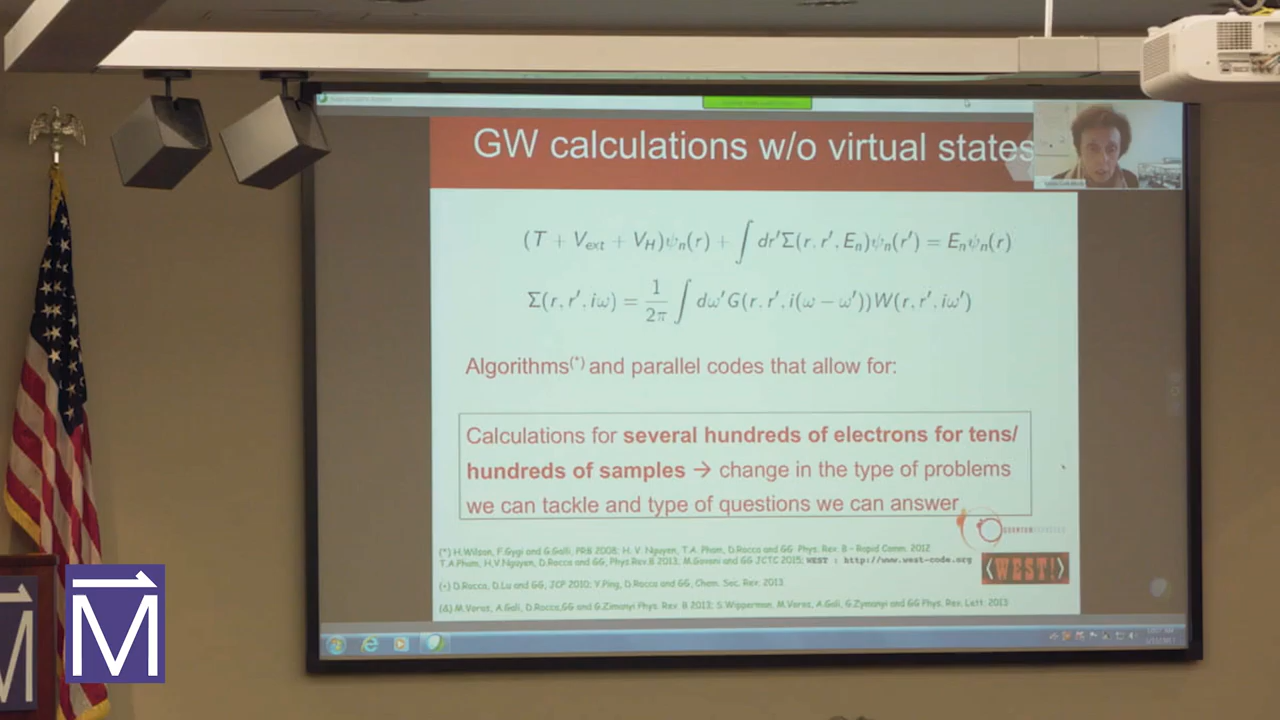 GW calculations w/o virtual states
(T + V_ext + V_H)ψ_n(r) + ∫ dr′Σ(r, r′, E_n)ψ_n(r′) = E_nψ_n(r)
Σ(r, r′, iω) = 1/2π ∫ dω′G(r, r′, i(ω − ω′))W(r, r′, iω′)
Algorithms(*) and parallel codes that allow for:
Calculations for several hundreds of electrons for tens/
hundreds of samples → change in the type of problems
we can tackle and type of questions we can answer
(*) H.Wilson, F.Gygi and G.Galli, PRB 2008; H. V. Nguyen, T.A. Pham, D.Rocca and GG Phys. Rev. B - Rapid Comm. 2012
T.A.Pham, H.V.Nguyen, D.Rocca and GG, Phys.Rev.B 2013; M.Govoni and GG JCTC 2015; WEST : http://www.west-code.org
(•) D.Rocca, D.Lu and GG, JCP 2010; Y.Ping, D.Rocca and GG, Chem. Soc. Rev. 2013
(Δ) M.Voros, A.Gali, D.Rocca,GG and G.Zimanyi Phys. Rev. B 2013; S.Wipperman, M.Voros, A.Gali, G.Zymanyi and GG Phys. Rev. Lett. 2013
⟨WEST!⟩
M
M